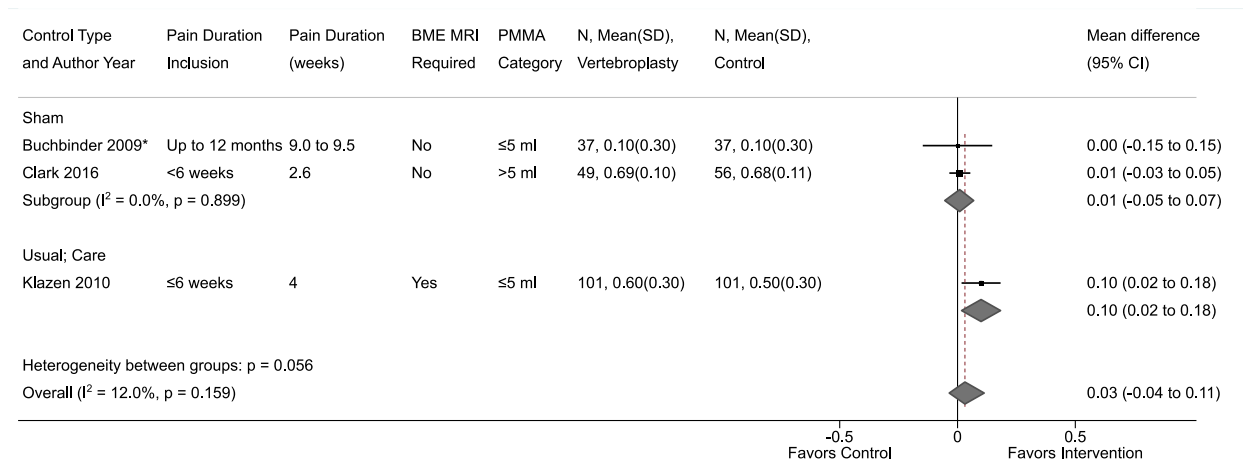 Control Type and Author Year Pain Duration Inclusion Pain Duration (weeks) BME MRI Required PMMA Category N, Mean(SD), Vertebroplasty N, Mean(SD), Control Mean difference (95% CI)
Sham
Buchbinder 2009* Up to 12 months 9.0 to 9.5 No ≤5 ml 37, 0.10(0.30) 37, 0.10(0.30) 0.00 (-0.15 to 0.15)
Clark 2016 <6 weeks 2.6 No >5 ml 49, 0.69(0.10) 56, 0.68(0.11) 0.01 (-0.03 to 0.05)
Subgroup (I² = 0.0%, p = 0.899) 0.01 (-0.05 to 0.07)
Usual; Care
Klazen 2010 ≤6 weeks 4 Yes ≤5 ml 101, 0.60(0.30) 101, 0.50(0.30) 0.10 (0.02 to 0.18)
0.10 (0.02 to 0.18)
Heterogeneity between groups: p = 0.056
Overall (I² = 12.0%, p = 0.159) 0.03 (-0.04 to 0.11)
-0.5 0 0.5
Favors Control Favors Intervention